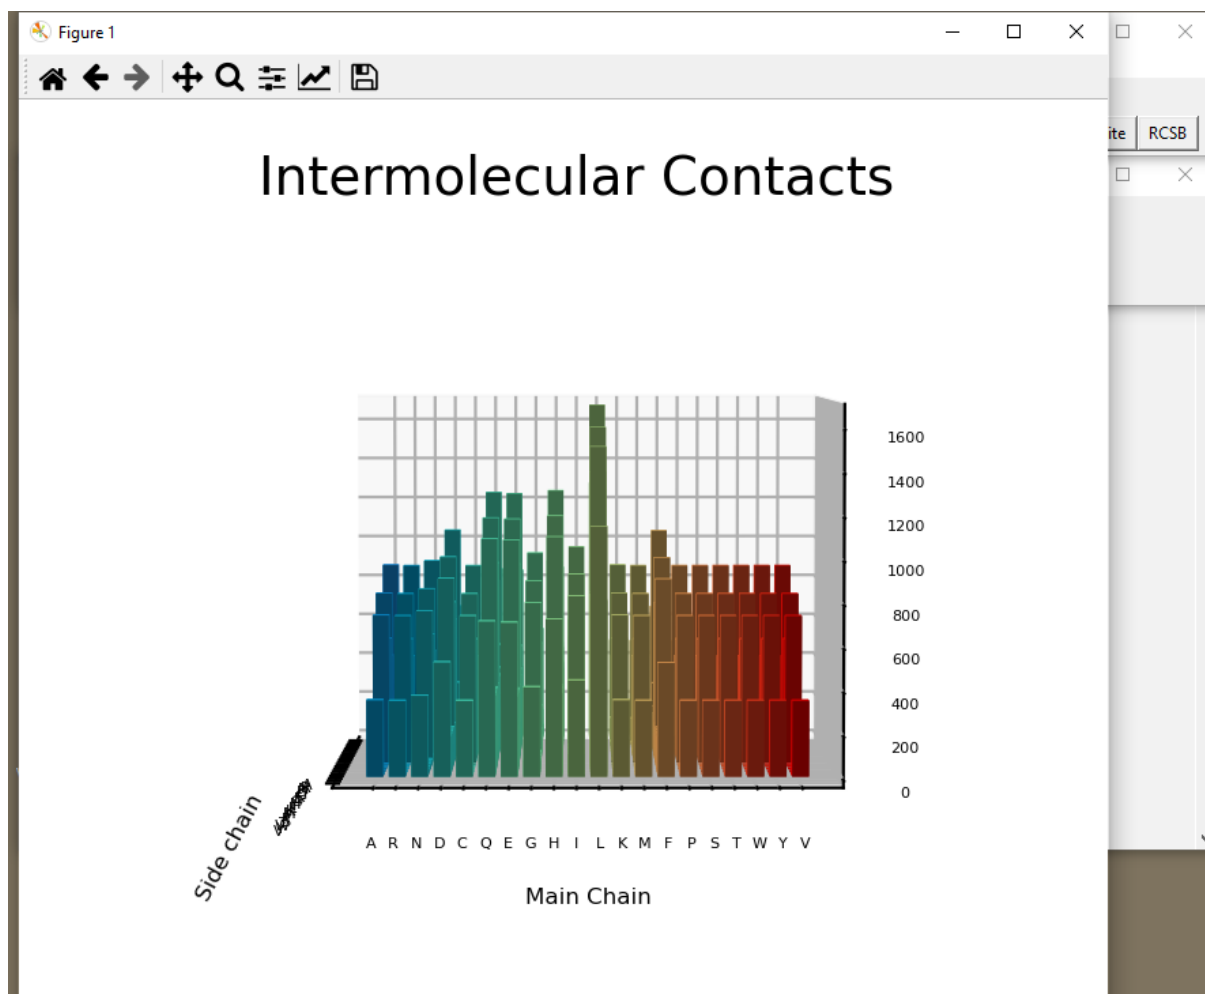 Figure 1
ite RCSB
Intermolecular Contacts
1600
1400
1200
1000
800
600
400
200
0
A R N D C Q E G H I L K M F P S T W Y V
Side chain
Main Chain